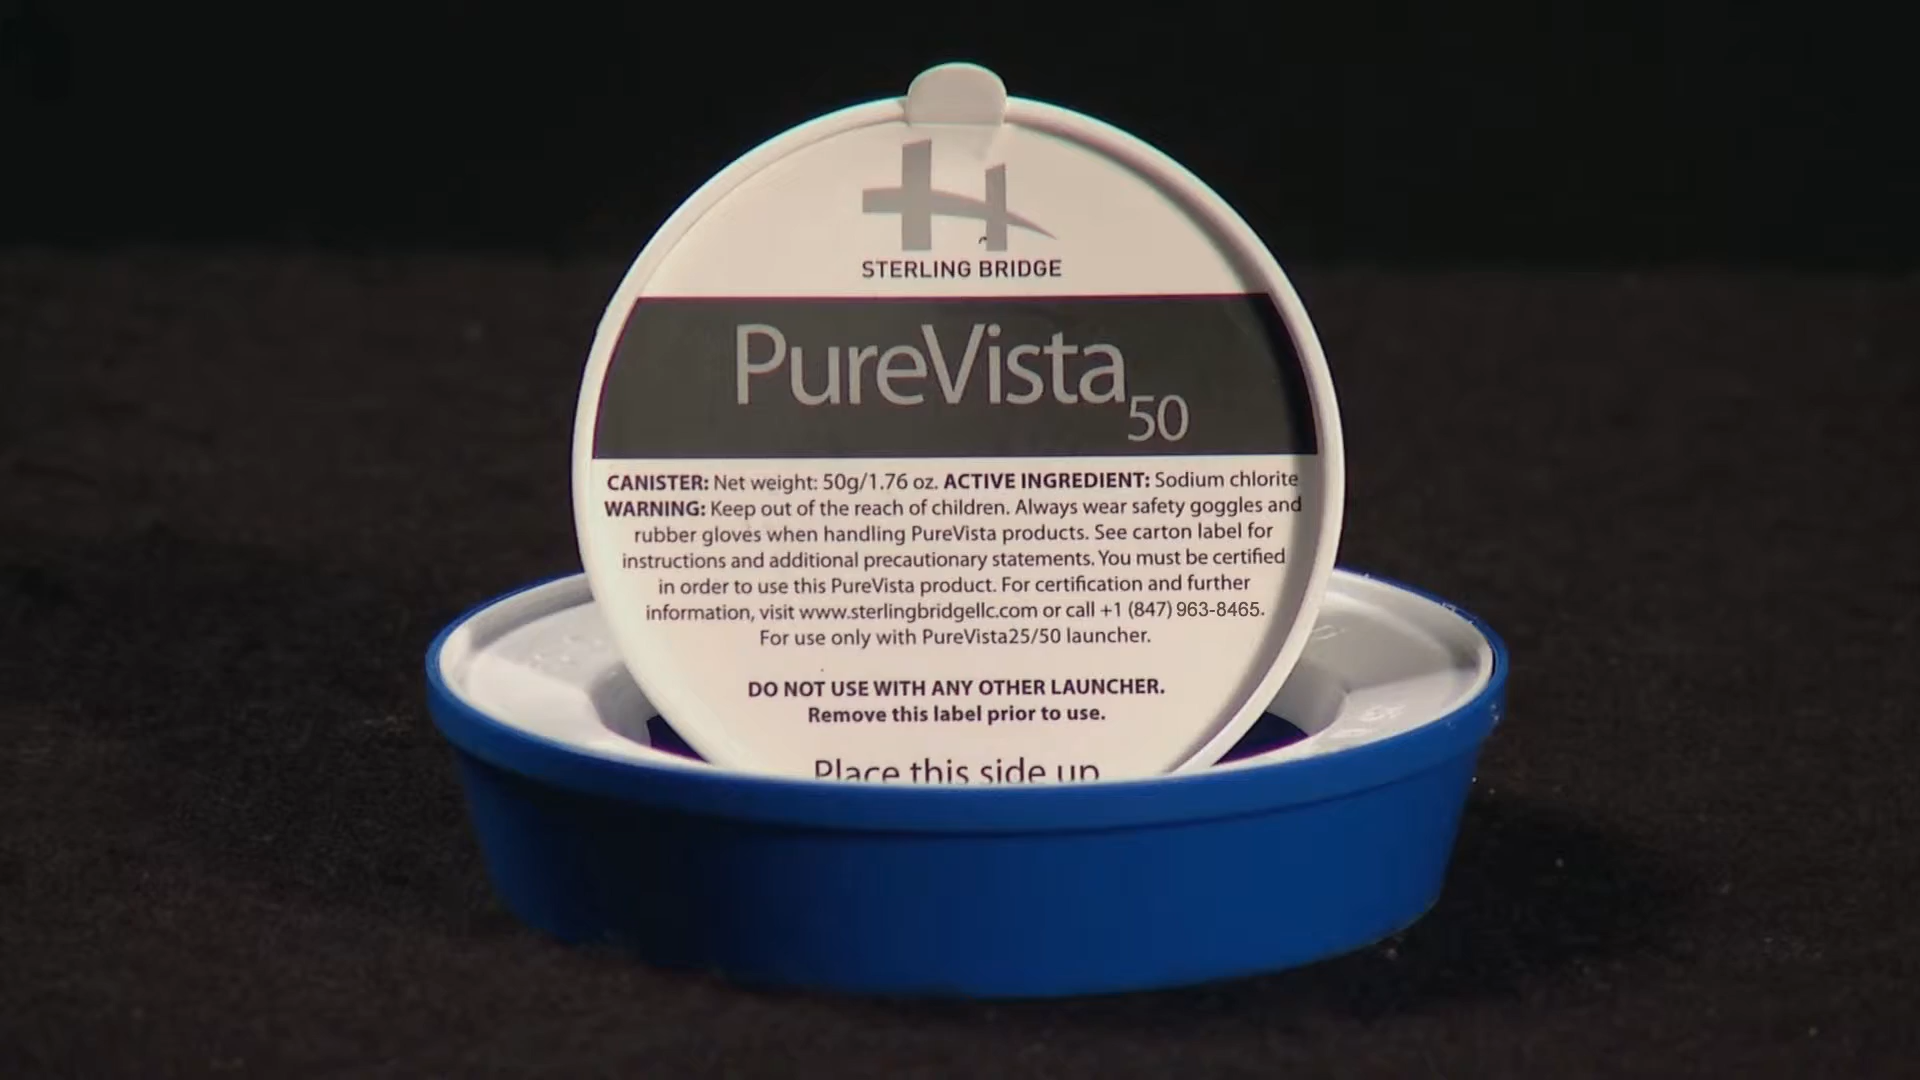 STERLING BRIDGE
PureVista50
CANISTER: Net weight: 50g/1.76 oz. ACTIVE INGREDIENT: Sodium chlorite
WARNING: Keep out of the reach of children. Always wear safety goggles and
rubber gloves when handling PureVista products. See carton label for
instructions and additional precautionary statements. You must be certified
in order to use this PureVista product. For certification and further
information, visit www.sterlingbridgellc.com or call +1 (847) 963-8465.
For use only with PureVista25/50 launcher.
DO NOT USE WITH ANY OTHER LAUNCHER.
Remove this label prior to use.
Place this side up